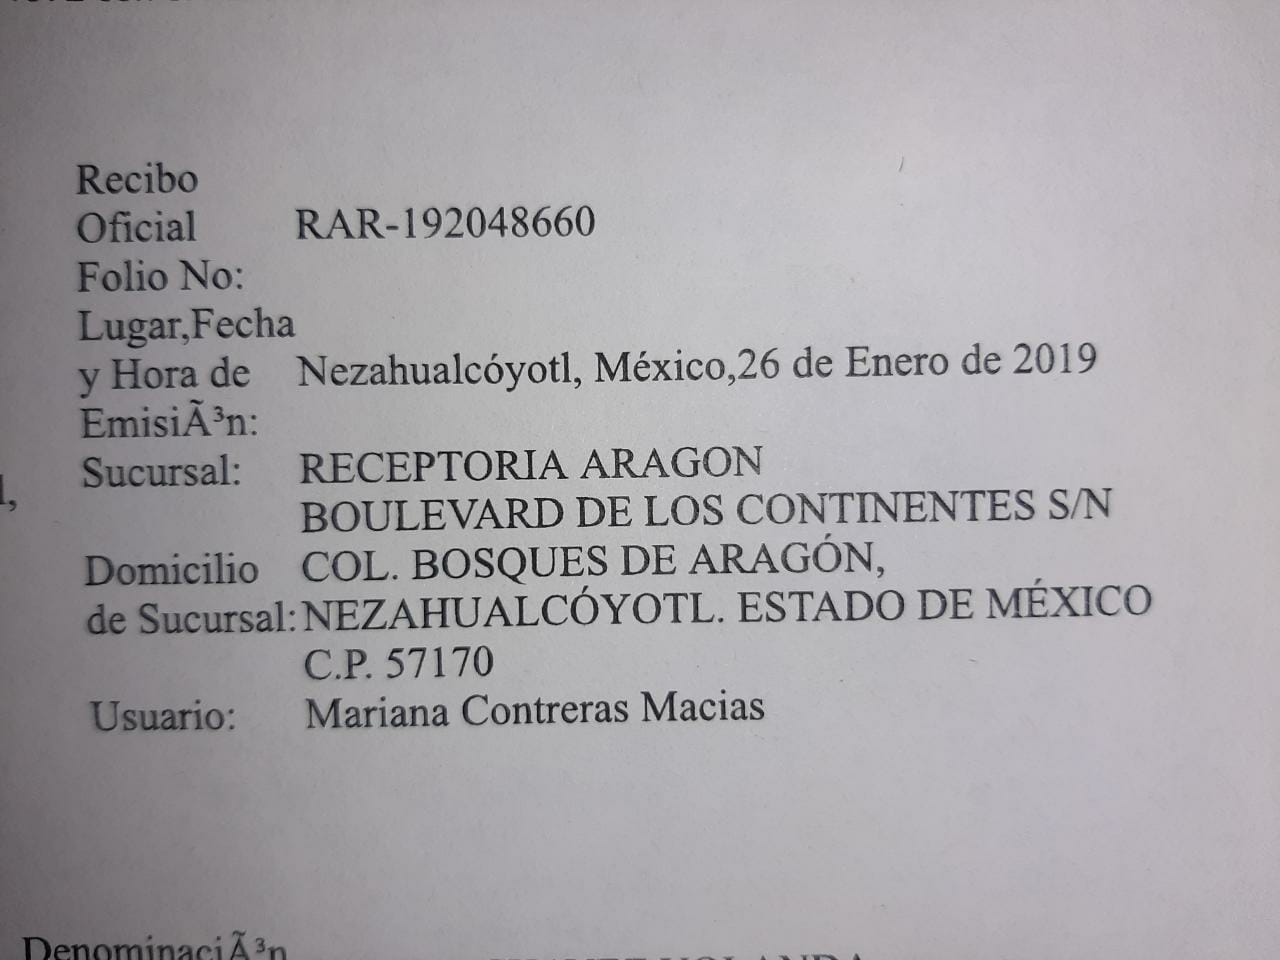 Recibo
Oficial RAR-192048660
Folio No:
Lugar,Fecha
y Hora de Nezahualcóyotl, México,26 de Enero de 2019
EmisiÃ³n:
Sucursal: RECEPTORIA ARAGON
BOULEVARD DE LOS CONTINENTES S/N
Domicilio COL. BOSQUES DE ARAGÓN,
de Sucursal: NEZAHUALCÓYOTL. ESTADO DE MÉXICO
C.P. 57170
Usuario: Mariana Contreras Macias
DenominaciÃ³n